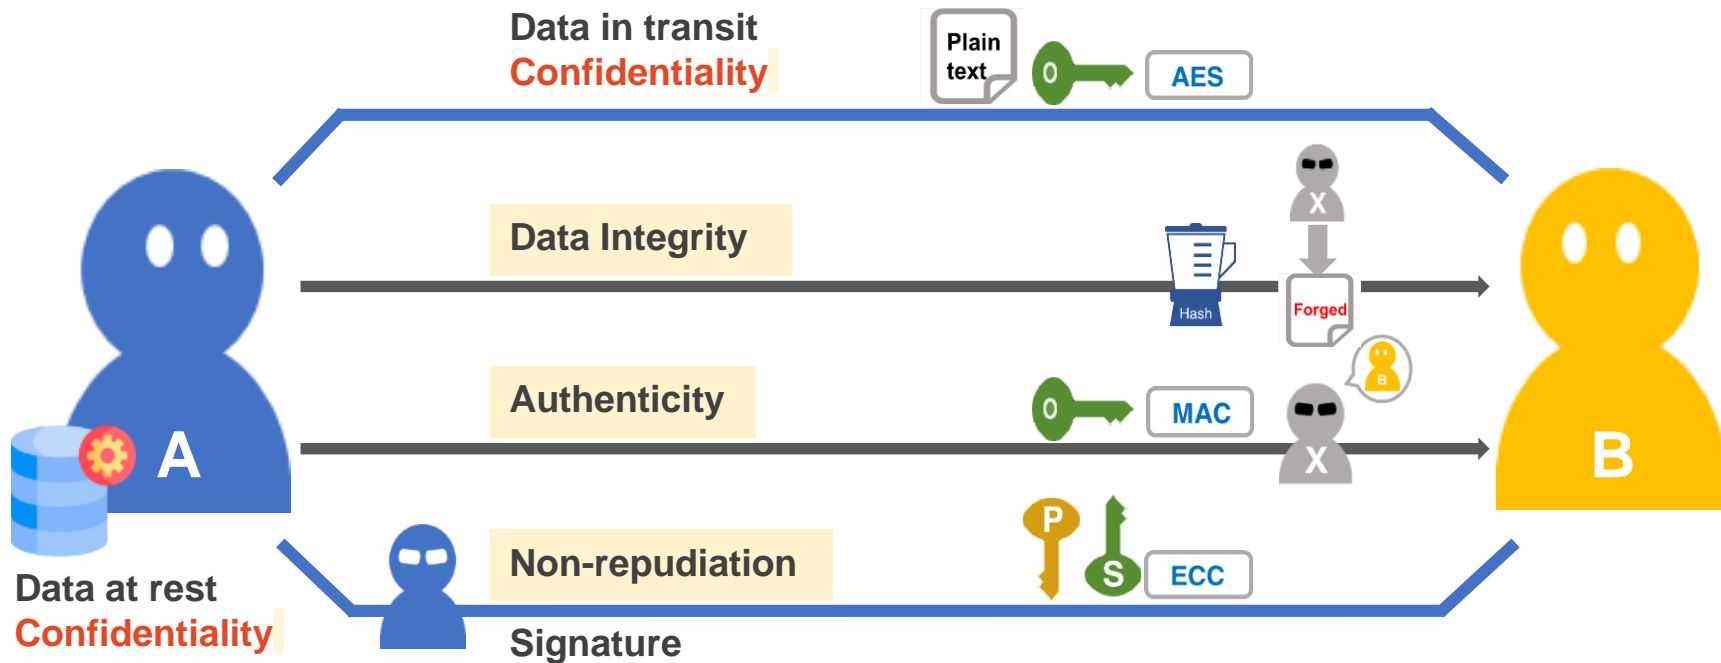 Data in transit
Confidentiality
Plain
text
O
AES
X
Data Integrity
Hash
Forged
B
Authenticity
O
MAC
X
A
B
P
S
Non-repudiation
ECC
Data at rest
Confidentiality
Signature